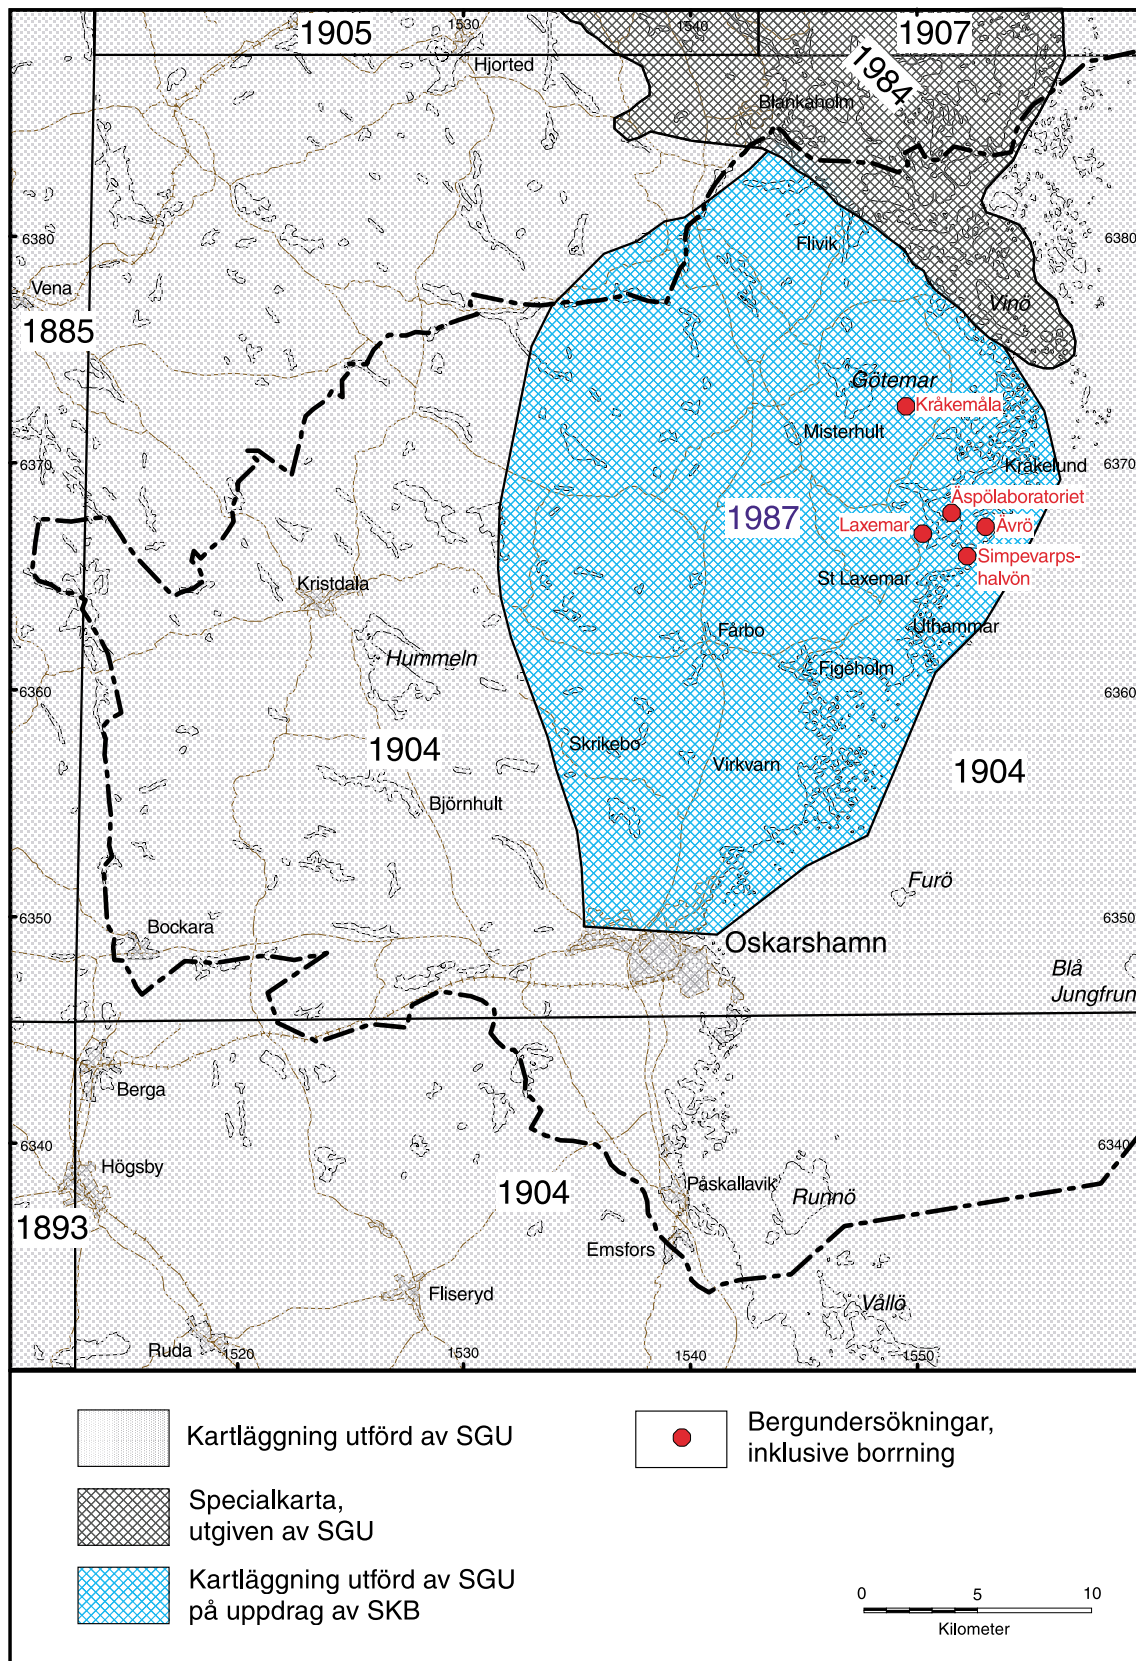 1905
1530
1540
1907
Hjorted
1984
Blankaholm
6380
Flivik
6380
Vena
Vinö
1885
Götemar
Kråkemåla
Misterhult
6370
Kråkelund
6370
Äspölaboratoriet
1987
Laxemar
Ävrö
Simpevarps-
halvön
Kristdala
St Laxemar
Uthammar
Fårbo
Hummeln
Figeholm
6360
6360
1904
Skrikebo
Virkvarn
1904
Björnhult
Furö
6350
Bockara
6350
Oskarshamn
Blå
Jungfrun
Berga
6340
6340
Högsby
1904
Påskallavik
Runnö
1893
Emsfors
Fliseryd
Vållö
Ruda
1520
1530
1540
1550
Kartläggning utförd av SGU
Bergundersökningar,
inklusive borrning
Specialkarta,
utgiven av SGU
Kartläggning utförd av SGU
på uppdrag av SKB
0
5
10
Kilometer